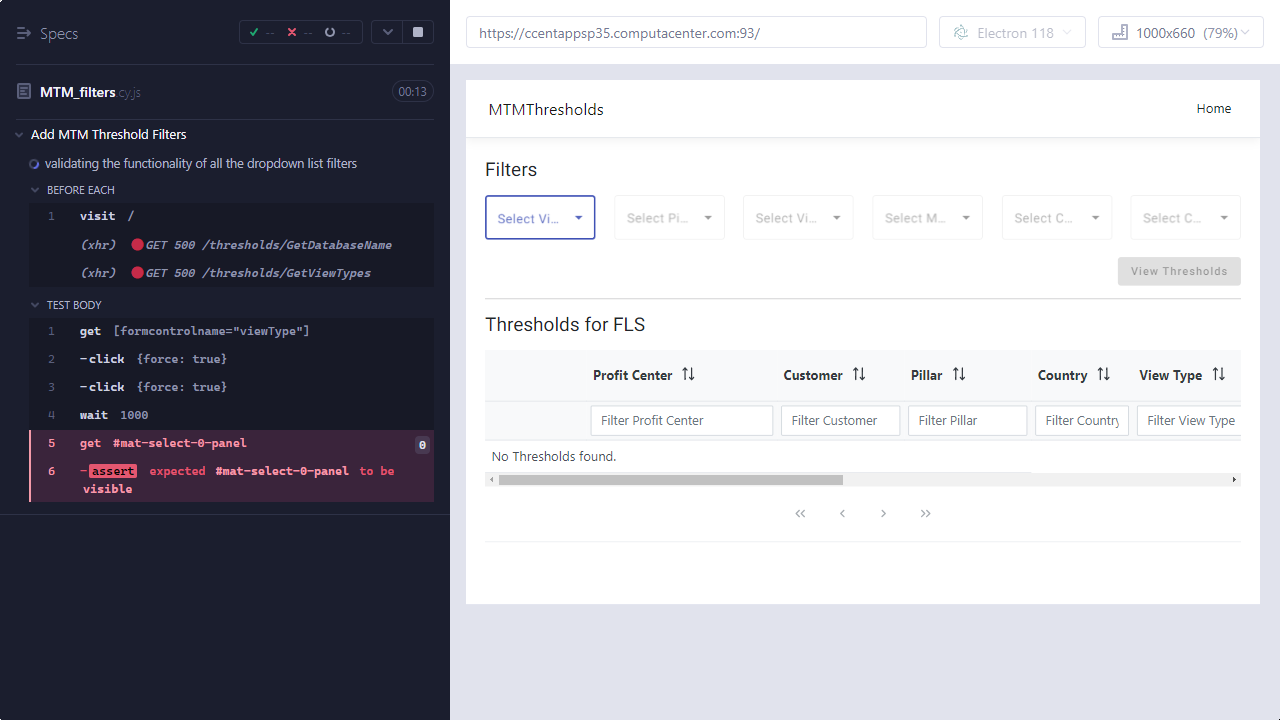 Specs
-- -- --
MTM_filters.cy.js
00:13
Add MTM Threshold Filters
validating the functionality of all the dropdown list filters
BEFORE EACH
1 visit /
(xhr) GET 500 /thresholds/GetDatabaseName
(xhr) GET 500 /thresholds/GetViewTypes
TEST BODY
1 get [formcontrolname="viewType"]
2 -click {force: true}
3 -click {force: true}
4 wait 1000
5 get #mat-select-0-panel 0
6 -assert expected #mat-select-0-panel to be
visible
https://ccentappsp35.computacenter.com:93/
Electron 118
1000x660 (79%)
MTMThresholds
Home
Filters
Select Vi... Select Pi... Select Vi... Select M... Select C... Select C...
View Thresholds
Thresholds for FLS
Profit Center Customer Pillar Country View Type
Filter Profit Center Filter Customer Filter Pillar Filter Country Filter View Type
No Thresholds found.